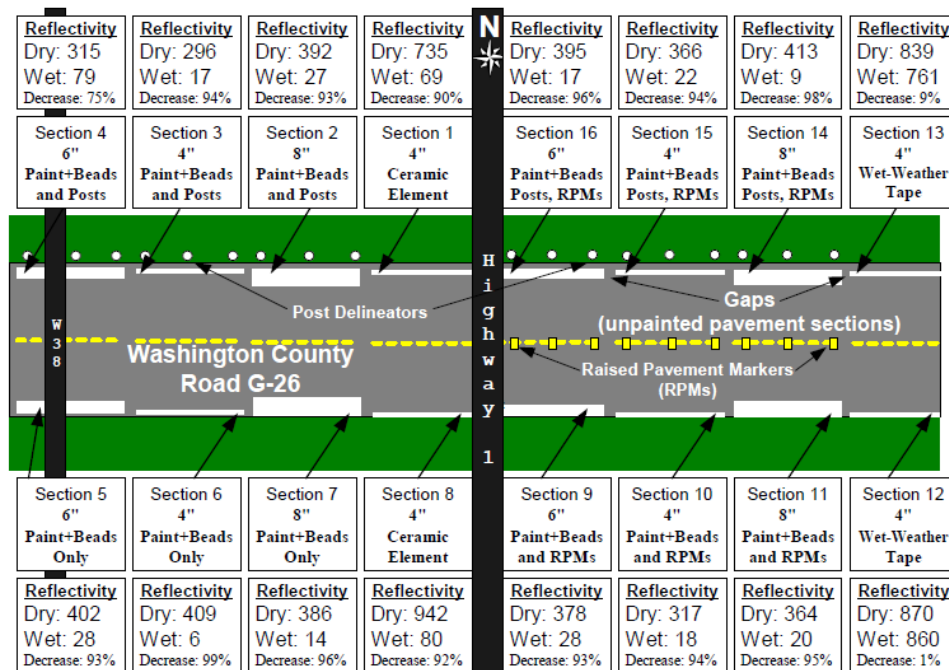 Reflectivity
Dry: 315
Wet: 79
Decrease: 75%
Reflectivity
Dry: 296
Wet: 17
Decrease: 94%
Reflectivity
Dry: 392
Wet: 27
Decrease: 93%
Reflectivity
Dry: 735
Wet: 69
Decrease: 90%
N
Reflectivity
Dry: 395
Wet: 17
Decrease: 96%
Reflectivity
Dry: 366
Wet: 22
Decrease: 94%
Reflectivity
Dry: 413
Wet: 9
Decrease: 98%
Reflectivity
Dry: 839
Wet: 761
Decrease: 9%
Section 4
6"
Paint+Beads
and Posts
Section 3
4"
Paint+Beads
and Posts
Section 2
8"
Paint+Beads
and Posts
Section 1
4"
Ceramic
Element
Section 16
6"
Paint+Beads
Posts, RPMs
Section 15
4"
Paint+Beads
Posts, RPMs
Section 14
8"
Paint+Beads
Posts, RPMs
Section 13
4"
Wet-Weather
Tape
W38
Post Delineators
Highway 1
Gaps
(unpainted pavement sections)
Washington County
Road G-26
Raised Pavement Markers
(RPMs)
Section 5
6"
Paint+Beads
Only
Section 6
4"
Paint+Beads
Only
Section 7
8"
Paint+Beads
Only
Section 8
4"
Ceramic
Element
Section 9
6"
Paint+Beads
and RPMs
Section 10
4"
Paint+Beads
and RPMs
Section 11
8"
Paint+Beads
and RPMs
Section 12
4"
Wet-Weather
Tape
Reflectivity
Dry: 402
Wet: 28
Decrease: 93%
Reflectivity
Dry: 409
Wet: 6
Decrease: 99%
Reflectivity
Dry: 386
Wet: 14
Decrease: 96%
Reflectivity
Dry: 942
Wet: 80
Decrease: 92%
Reflectivity
Dry: 378
Wet: 28
Decrease: 93%
Reflectivity
Dry: 317
Wet: 18
Decrease: 94%
Reflectivity
Dry: 364
Wet: 20
Decrease: 95%
Reflectivity
Dry: 870
Wet: 860
Decrease: 1%